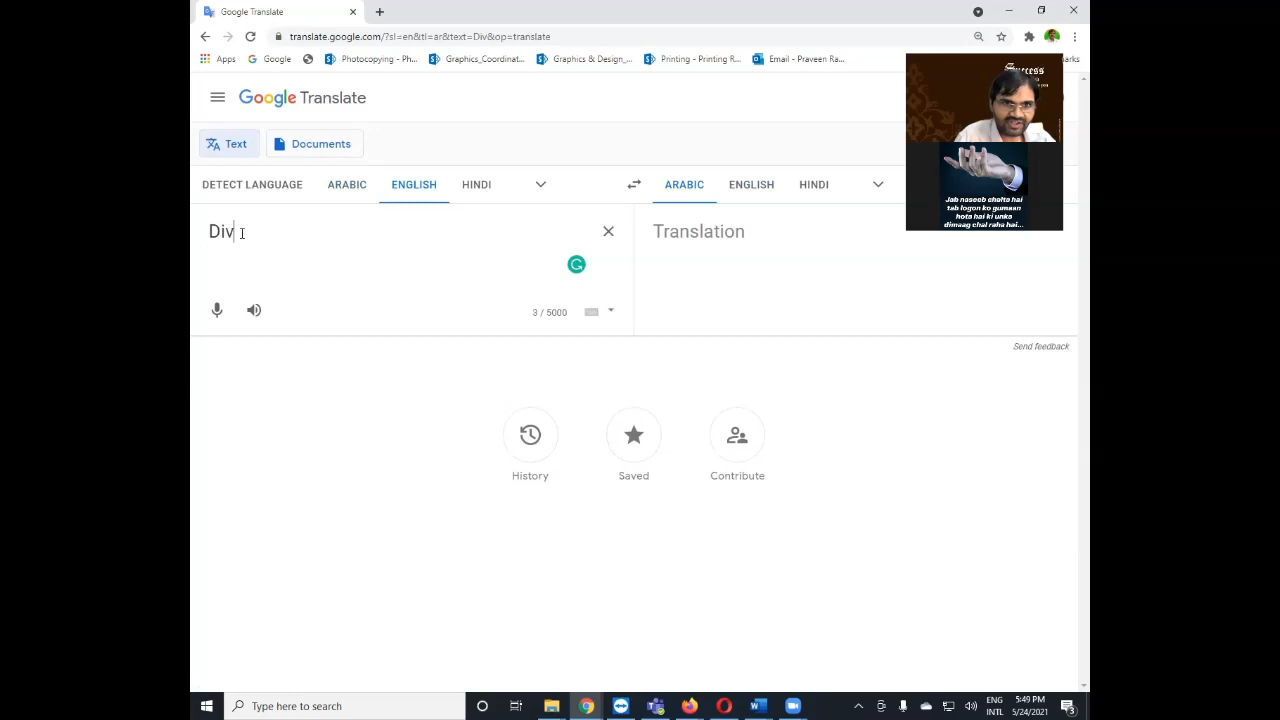 Google Translate
translate.google.com/?sl=en&tl=ar&text=Div&op=translate
Apps
Google
Photocopying - Ph...
Graphics_Coordinat...
Graphics & Design_...
Printing - Printing R...
Email - Praveen Ra...
Google Translate
Success
Text
Documents
DETECT LANGUAGE
ARABIC
ENGLISH
HINDI
ARABIC
ENGLISH
HINDI
Jab naseeb chalta hai
tab logon ko gumaan
hota hai ki unka
dimaag chal raha hai...
Div
Translation
3 / 5000
Send feedback
History
Saved
Contribute
Type here to search
ENG
INTL
5:49 PM
5/24/2021
3